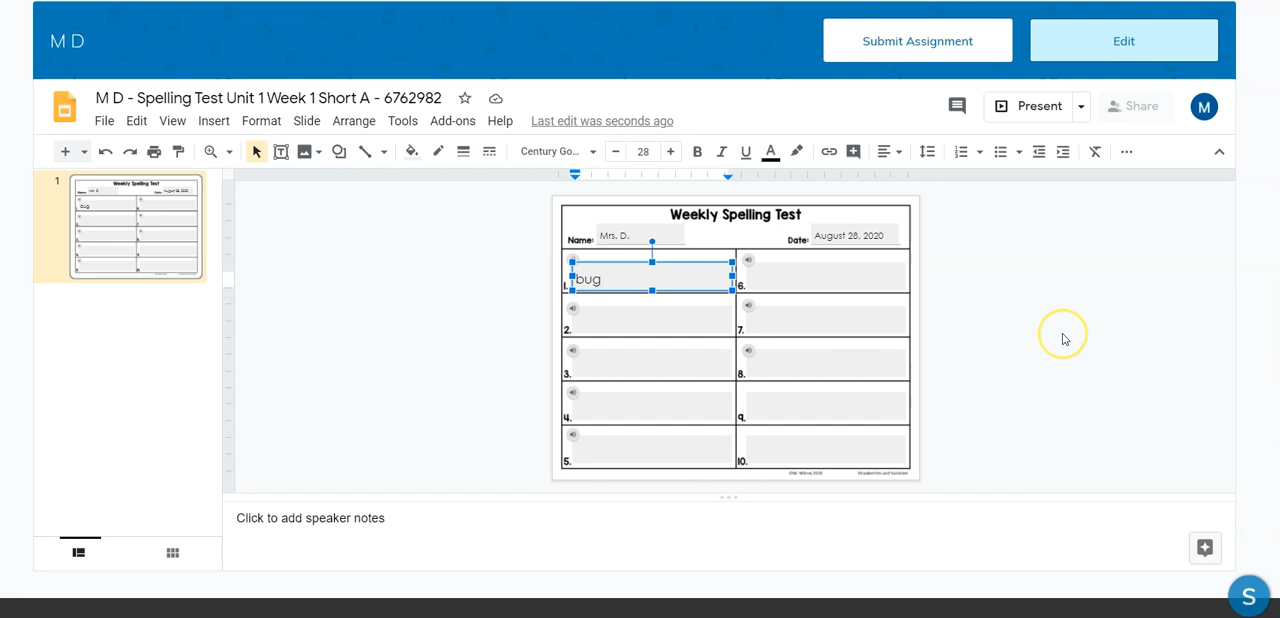 M D
Submit Assignment
Edit
M D - Spelling Test Unit 1 Week 1 Short A - 6762982
Present
Share
M
File Edit View Insert Format Slide Arrange Tools Add-ons Help Last edit was seconds ago
Century Go...
28
1
Weekly Spelling Test
Name: Mrs. D.
Date: August 28, 2020
1. bug
6.
2.
7.
3.
8.
4.
9.
5.
10.
Click to add speaker notes
S